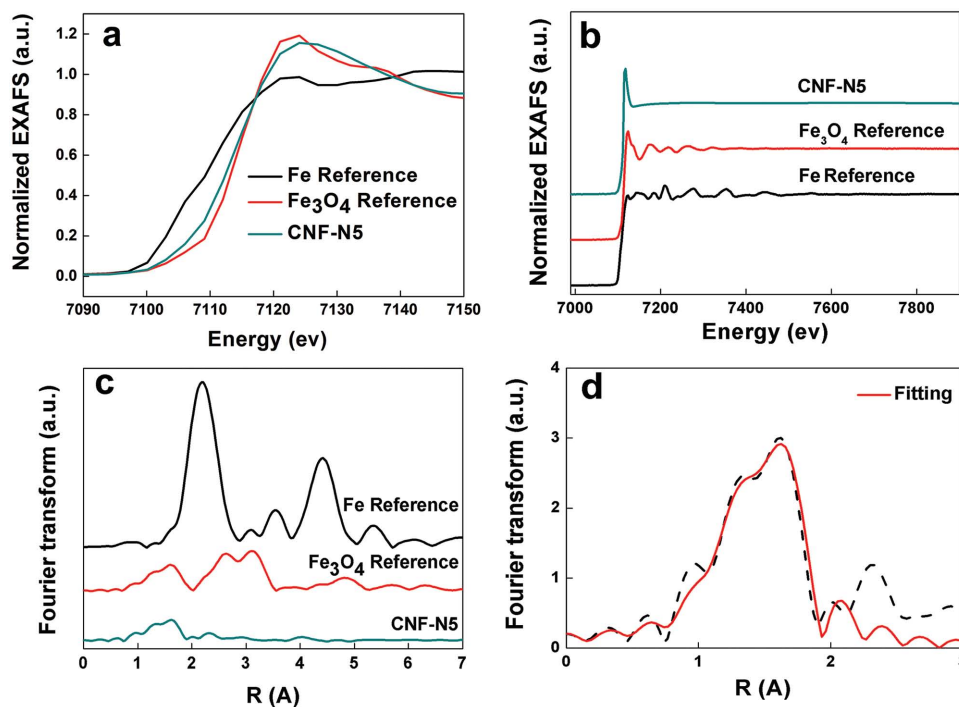 a
Normalized EXAFS (a.u.)
1.2
1.0
0.8
0.6
0.4
0.2
0.0
Fe Reference
Fe3O4 Reference
CNF-N5
7090 7100 7110 7120 7130 7140 7150
Energy (ev)
b
Normalized EXAFS (a.u.)
CNF-N5
Fe3O4 Reference
Fe Reference
7000 7200 7400 7600 7800
Energy (ev)
c
Fourier transform (a.u.)
Fe Reference
Fe3O4 Reference
CNF-N5
0 1 2 3 4 5 6 7
R (A)
d
Fourier transform (a.u.)
4
3
2
1
0
Fitting
0 1 2 3
R (A)